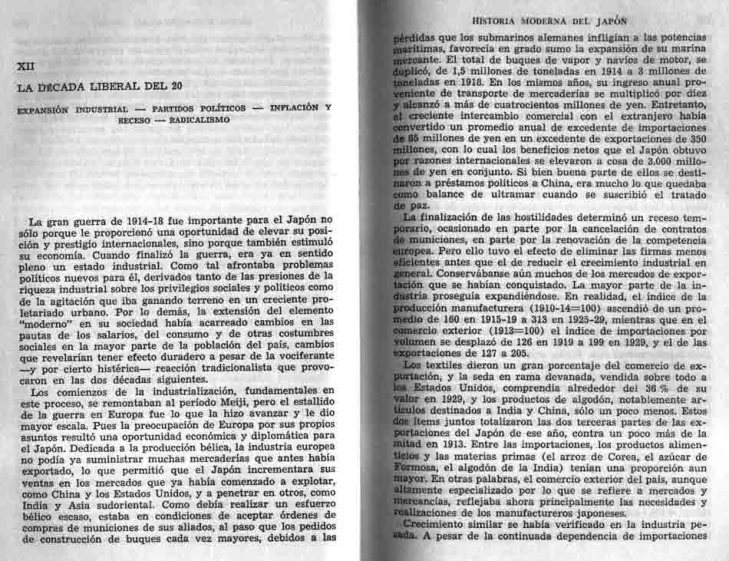 XII
LA DÉCADA LIBERAL DEL 20
EXPANSIÓN INDUSTRIAL — PARTIDOS POLÍTICOS — INFLACIÓN Y
RECESO — RADICALISMO
La gran guerra de 1914-18 fue importante para el Japón no
sólo porque le proporcionó una oportunidad de elevar su posi-
ción y prestigio internacionales, sino porque también estimuló
su economía. Cuando finalizó la guerra, era ya en sentido
pleno un estado industrial. Como tal afrontaba problemas
políticos nuevos para él, derivados tanto de las presiones de la
riqueza industrial sobre los privilegios sociales y políticos como
de la agitación que iba ganando terreno en un creciente pro-
letariado urbano. Por lo demás, la extensión del elemento
"moderno" en su sociedad había acarreado cambios en las
pautas de los salarios, del consumo y de otras costumbres
sociales en la mayor parte de la población del país, cambios
que revelarían tener efecto duradero a pesar de la vociferante
—y por cierto histérica— reacción tradicionalista que provo-
caron en las dos décadas siguientes.
Los comienzos de la industrialización, fundamentales en
este proceso, se remontaban al período Meiji, pero el estallido
de la guerra en Europa fue lo que la hizo avanzar y le dio
mayor escala. Pues la preocupación de Europa por sus propios
asuntos resultó una oportunidad económica y diplomática para
el Japón. Dedicada a la producción bélica, la industria europea
no podía ya suministrar muchas mercaderías que antes había
exportado, lo que permitió que el Japón incrementara sus
ventas en los mercados que ya había comenzado a explotar,
como China y los Estados Unidos, y a penetrar en otros, como
India y Asia sudoriental. Como debía realizar un esfuerzo
bélico escaso, estaba en condiciones de aceptar órdenes de
compras de municiones de sus aliados, al paso que los pedidos
de construcción de buques cada vez mayores, debidos a las
HISTORIA MODERNA DEL JAPÓN
pérdidas que los submarinos alemanes infligían a las potencias
marítimas, favorecía en grado sumo la expansión de su marina
mercante. El total de buques de vapor y navíos de motor, se
duplicó, de 1,5 millones de toneladas en 1914 a 3 millones de
toneladas en 1918. En los mismos años, su ingreso anual pro-
veniente de transporte de mercaderías se multiplicó por diez
y alcanzó a más de cuatrocientos millones de yen. Entretanto,
el creciente intercambio comercial con el extranjero había
convertido un promedio anual de excedente de importaciones
de 65 millones de yen en un excedente de exportaciones de 350
millones, con lo cual los beneficios netos que el Japón obtuvo
por razones internacionales se elevaron a cosa de 3.000 millo-
nes de yen en conjunto. Si bien buena parte de ellos se desti-
naron a préstamos políticos a China, era mucho lo que quedaba
como balance de ultramar cuando se suscribió el tratado
de paz.
La finalización de las hostilidades determinó un receso tem-
porario, ocasionado en parte por la cancelación de contratos
de municiones, en parte por la renovación de la competencia
europea. Pero ello tuvo el efecto de eliminar las firmas menos
eficientes antes que el de reducir el crecimiento industrial en
general. Conservábanse aún muchos de los mercados de expor-
tación que se habían conquistado. La mayor parte de la in-
dustria proseguía expandiéndose. En realidad, el índice de la
producción manufacturera (1910-14=100) ascendió de un pro-
medio de 160 en 1915-19 a 313 en 1925-29, mientras que en el
comercio exterior (1913=100) el índice de importaciones por
volumen se desplazó de 126 en 1919 a 199 en 1929, y el de las
exportaciones de 127 a 205.
Los textiles dieron un gran porcentaje del comercio de ex-
portación, y la seda en rama devanada, vendida sobre todo a
los Estados Unidos, comprendía alrededor del 36 % de su
valor en 1929, y los productos de algodón, notablemente ar-
tículos destinados a India y China, sólo un poco menos. Estos
dos ítems juntos totalizaron las dos terceras partes de las ex-
portaciones del Japón de ese año, contra un poco más de la
mitad en 1913. Entre las importaciones, los productos alimen-
ticios y las materias primas (el arroz de Corea, el azúcar de
Formosa, el algodón de la India) tenían una proporción aun
mayor. En otras palabras, el comercio exterior del país, aunque
altamente especializado por lo que se refiere a mercados y
mercancías, reflejaba ahora principalmente las necesidades y
realizaciones de los manufactureros japoneses.
Crecimiento similar se había verificado en la industria pe-
sada. A pesar de la continuada dependencia de importaciones